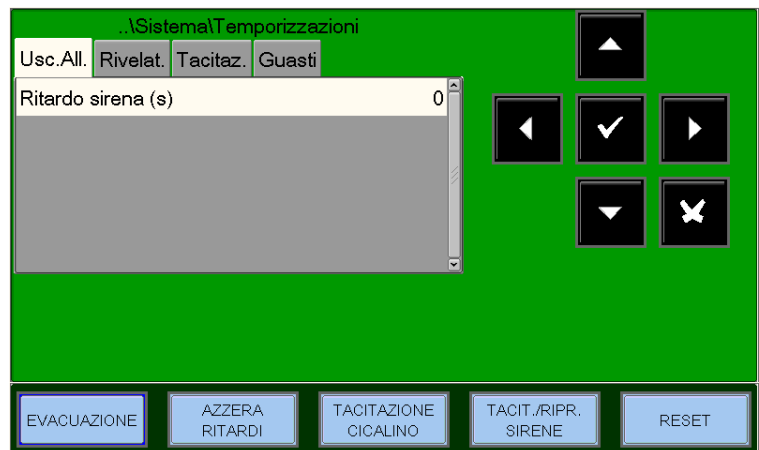 ..\Sistema\Temporizzazioni
Usc.All. Rivelat. Tacitaz. Guasti
Ritardo sirena (s) 0
EVACUAZIONE
AZZERA
RITARDI
TACITAZIONE
CICALINO
TACIT./RIPR.
SIRENE
RESET